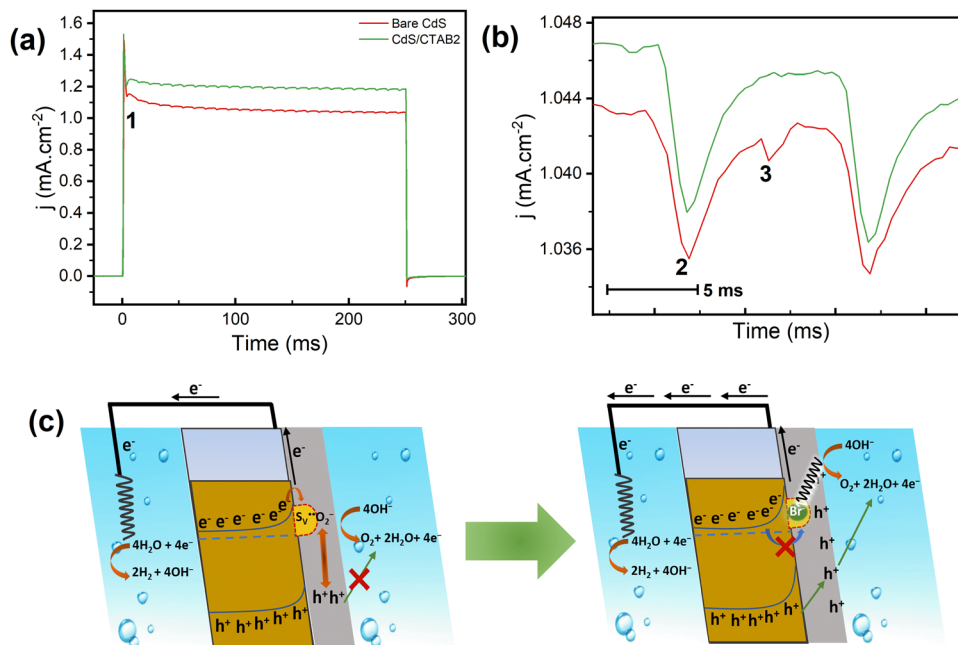 (a)
Bare CdS
CdS/CTAB2
1.6
1.4
1.2
1.0
0.8
0.6
0.4
0.2
0.0
j (mA.cm⁻²)
1
0
100
200
300
Time (ms)
(b)
1.048
1.044
1.040
1.036
j (mA.cm⁻²)
2
3
5 ms
Time (ms)
(c)
e⁻
e⁻
e⁻
e⁻ e⁻ e⁻ e⁻ e⁻ e⁻ e⁻
Sᵥ••O₂⁻
4OH⁻
O₂+ 2H₂O+ 4e⁻
4H₂O + 4e⁻
2H₂ + 4OH⁻
h⁺h⁺
h⁺ h⁺ h⁺ h⁺ h⁺
e⁻ e⁻ e⁻
e⁻
e⁻
e⁻
e⁻ e⁻ e⁻ e⁻ e⁻ e⁻
Br⁻
4OH⁻
O₂+ 2H₂O+ 4e⁻
h⁺
4H₂O + 4e⁻
2H₂ + 4OH⁻
h⁺
h⁺
h⁺
h⁺ h⁺h⁺ h⁺ h⁺
h⁺